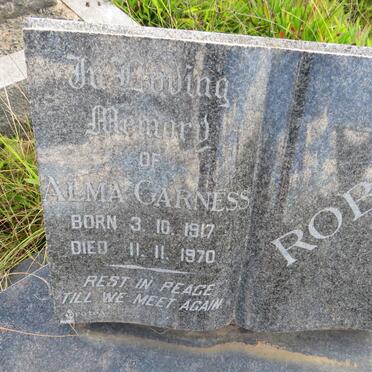 In Loving
Memory
OF
ALMA GARNESS
BORN 3. 10. 1917
DIED 11. 11. 1970
REST IN PEACE
TILL WE MEET AGAIN
ROB